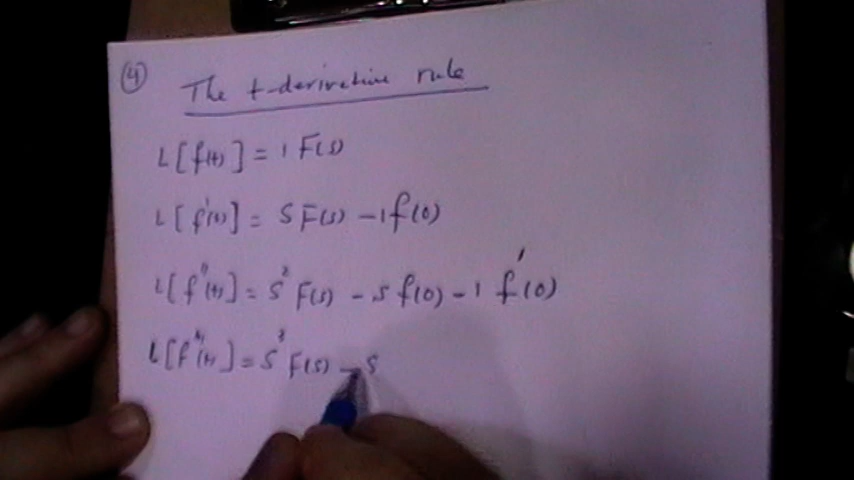 ④ The t-derivative rule
L[f(t)] = 1 F(s)
L[f'(t)] = S F(s) - 1 f(0)
L[f''(t)] = S² F(s) - S f(0) - 1 f'(0)
L[f'''(t)] = S³ F(s) - S